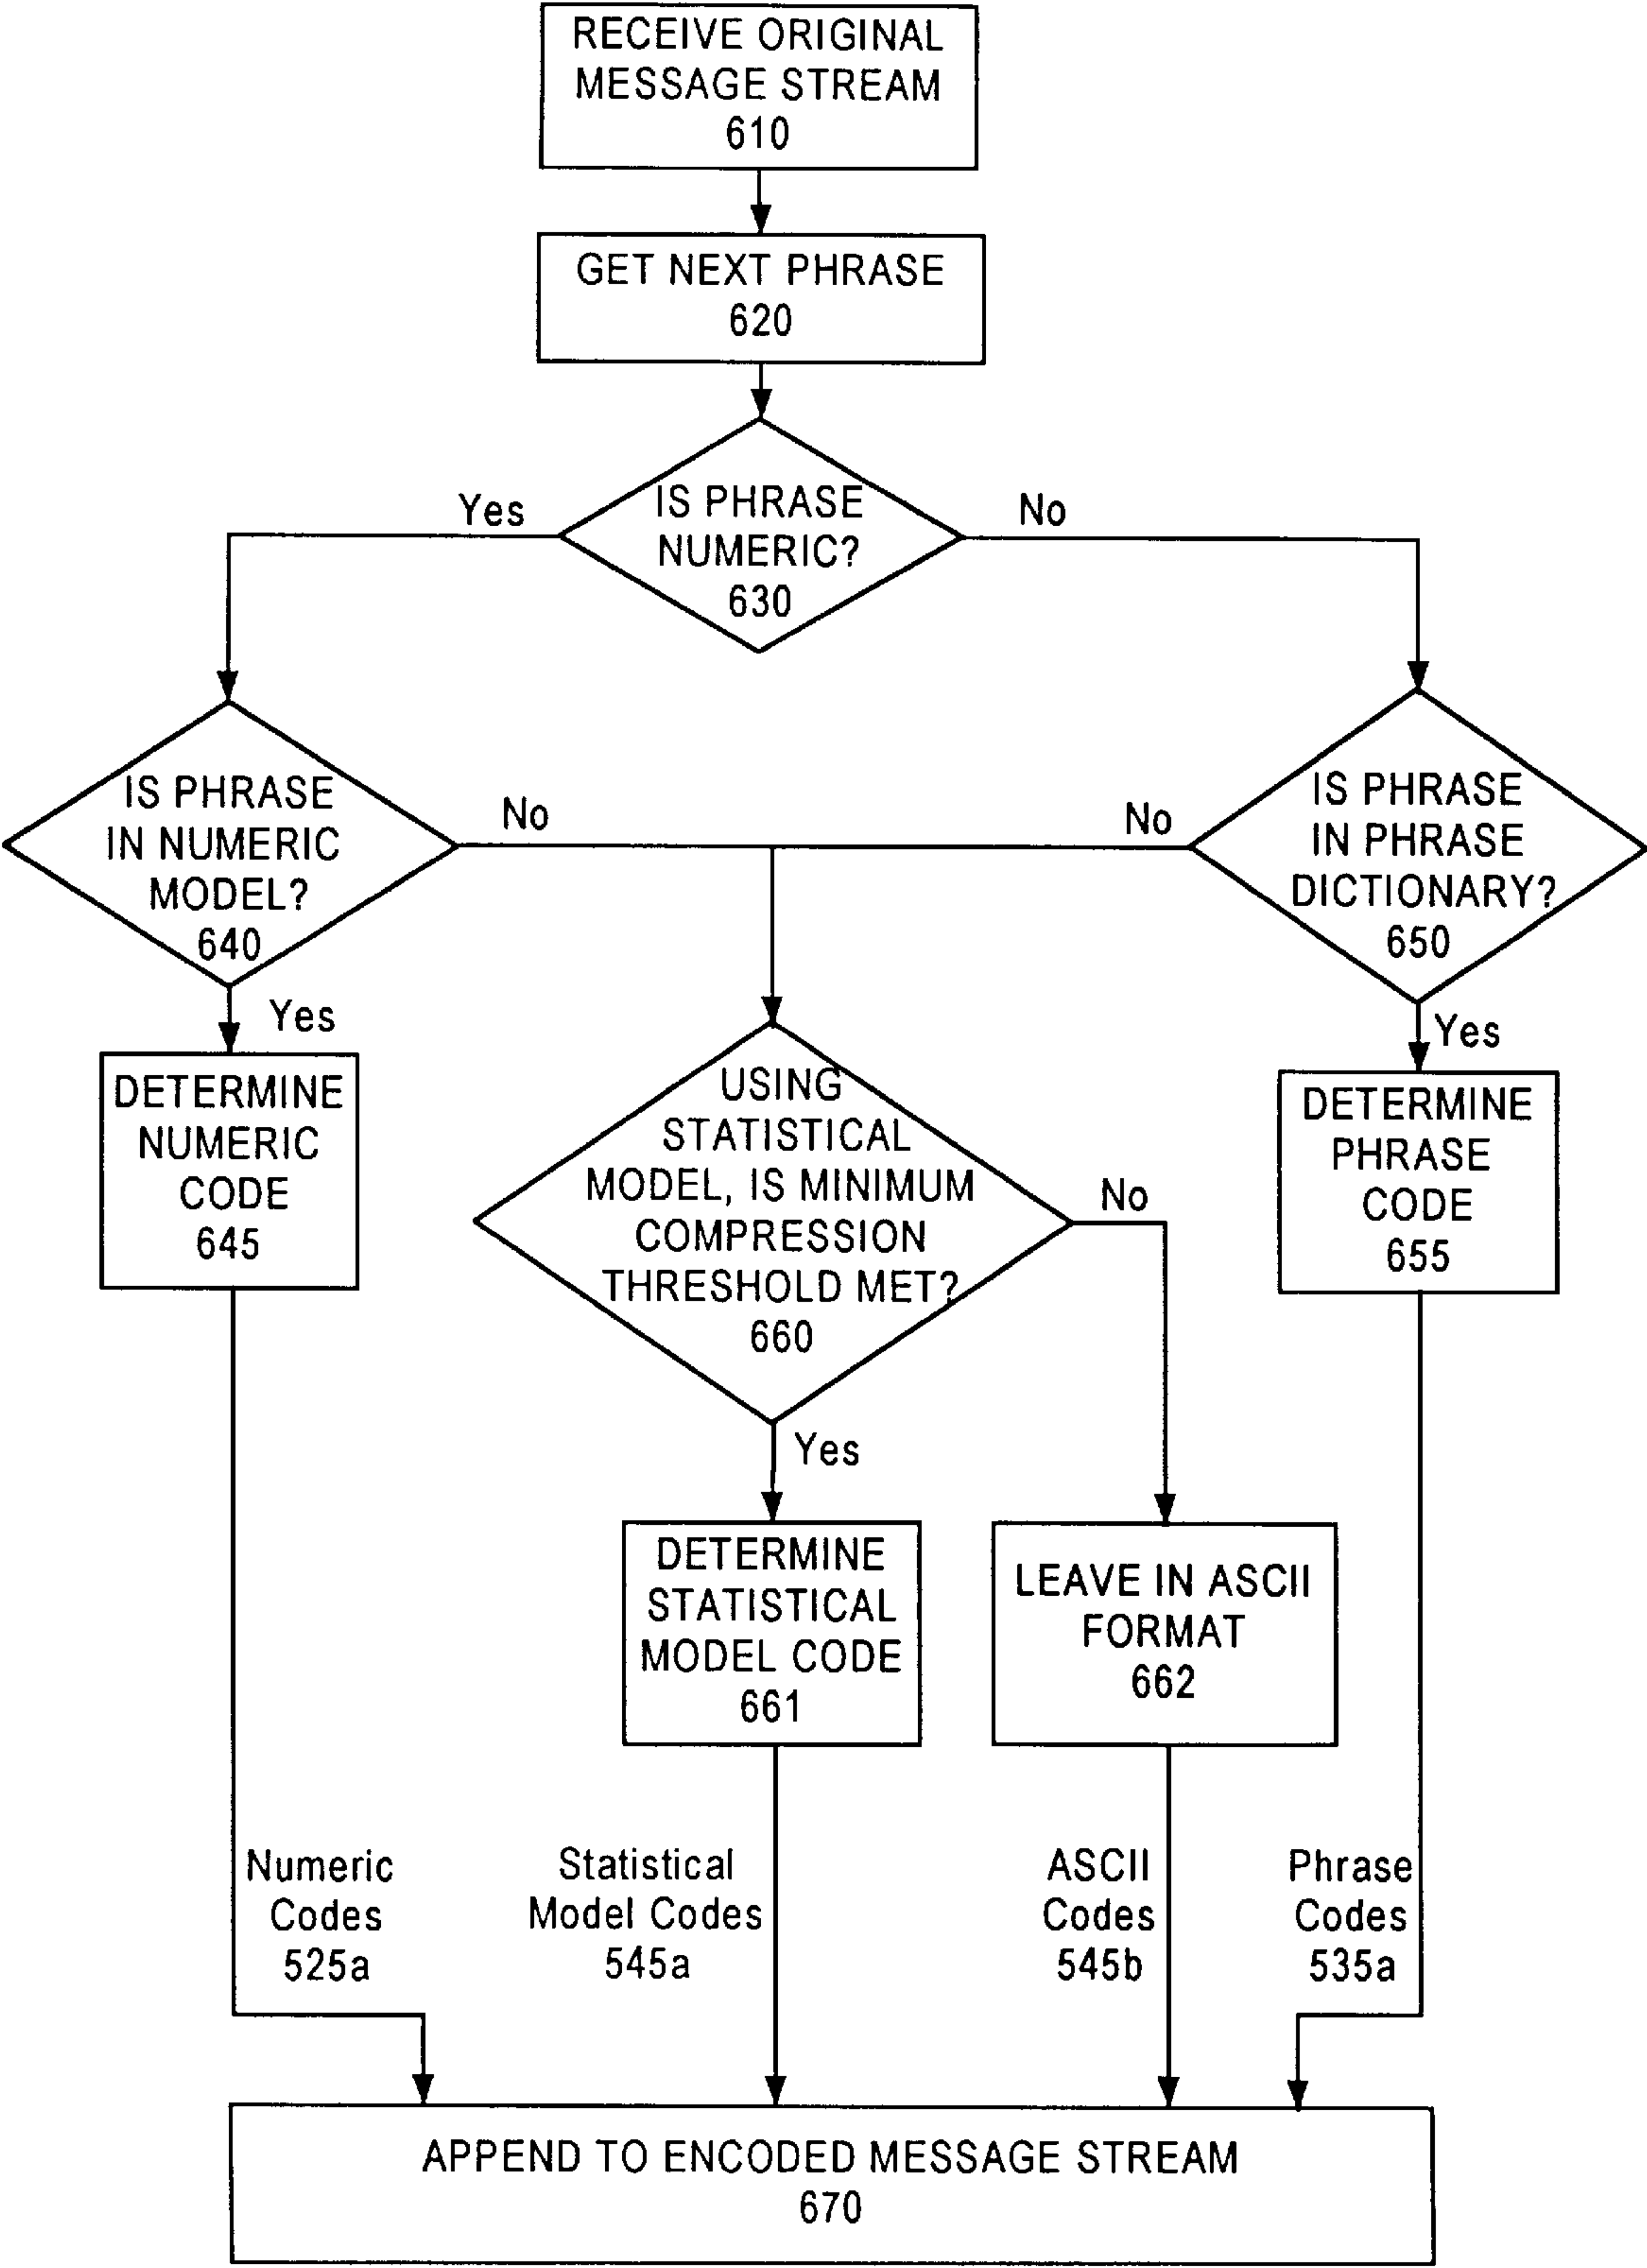 RECEIVE ORIGINAL
MESSAGE STREAM
610
GET NEXT PHRASE
620
IS PHRASE
NUMERIC?
630
Yes
No
IS PHRASE
IN NUMERIC
MODEL?
640
No
Yes
IS PHRASE
IN PHRASE
DICTIONARY?
650
No
Yes
DETERMINE
NUMERIC
CODE
645
USING
STATISTICAL
MODEL, IS MINIMUM
COMPRESSION
THRESHOLD MET?
660
No
Yes
DETERMINE
PHRASE
CODE
655
DETERMINE
STATISTICAL
MODEL CODE
661
LEAVE IN ASCII
FORMAT
662
Numeric
Codes
525a
Statistical
Model Codes
545a
ASCII
Codes
545b
Phrase
Codes
535a
APPEND TO ENCODED MESSAGE STREAM
670